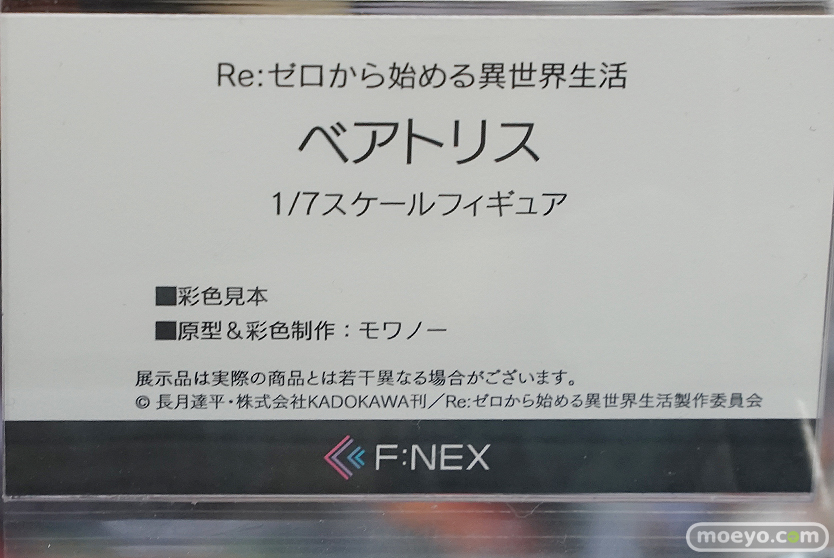 Re:ゼロから始める異世界生活
ベアトリス
1/7スケールフィギュア
■彩色見本
■原型&彩色制作：モワノー
展示品は実際の商品とは若干異なる場合がございます。
© 長月達平・株式会社KADOKAWA刊／Re:ゼロから始める異世界生活製作委員会
F:NEX
moeyo.com